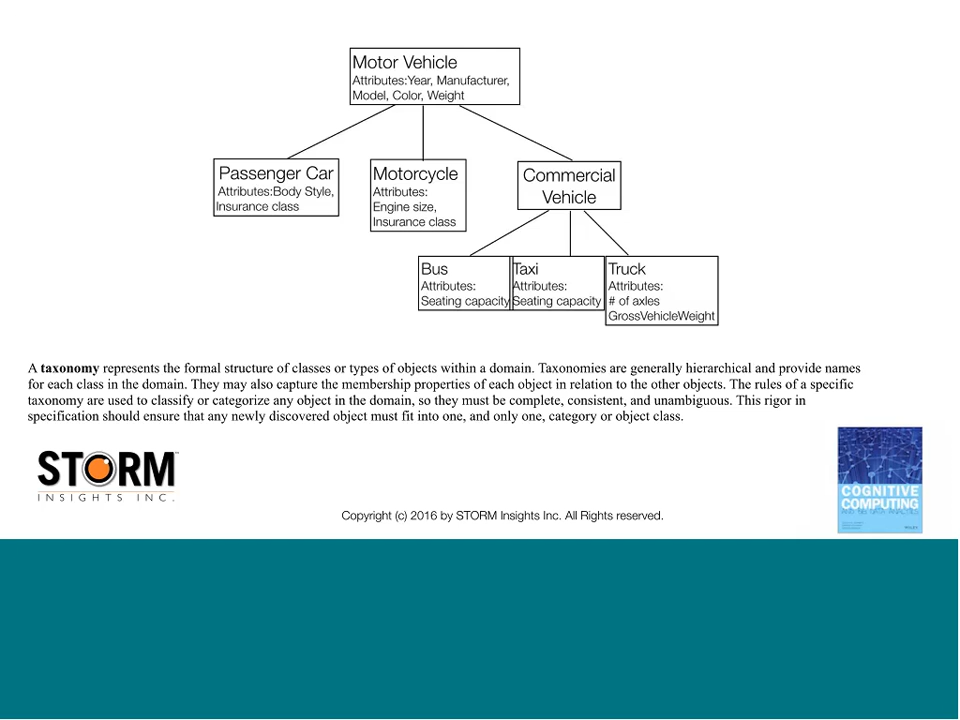 Motor Vehicle
Attributes:Year, Manufacturer,
Model, Color, Weight
Passenger Car
Attributes:Body Style,
Insurance class
Motorcycle
Attributes:
Engine size,
Insurance class
Commercial
Vehicle
Bus
Attributes:
Seating capacity
Taxi
Attributes:
Seating capacity
Truck
Attributes:
# of axles
GrossVehicleWeight
A taxonomy represents the formal structure of classes or types of objects within a domain. Taxonomies are generally hierarchical and provide names
for each class in the domain. They may also capture the membership properties of each object in relation to the other objects. The rules of a specific
taxonomy are used to classify or categorize any object in the domain, so they must be complete, consistent, and unambiguous. This rigor in
specification should ensure that any newly discovered object must fit into one, and only one, category or object class.
STORM™
INSIGHTS INC.
Copyright (c) 2016 by STORM Insights Inc. All Rights reserved.
COGNITIVE
COMPUTING
AND BIG DATA ANALYTICS
WILEY